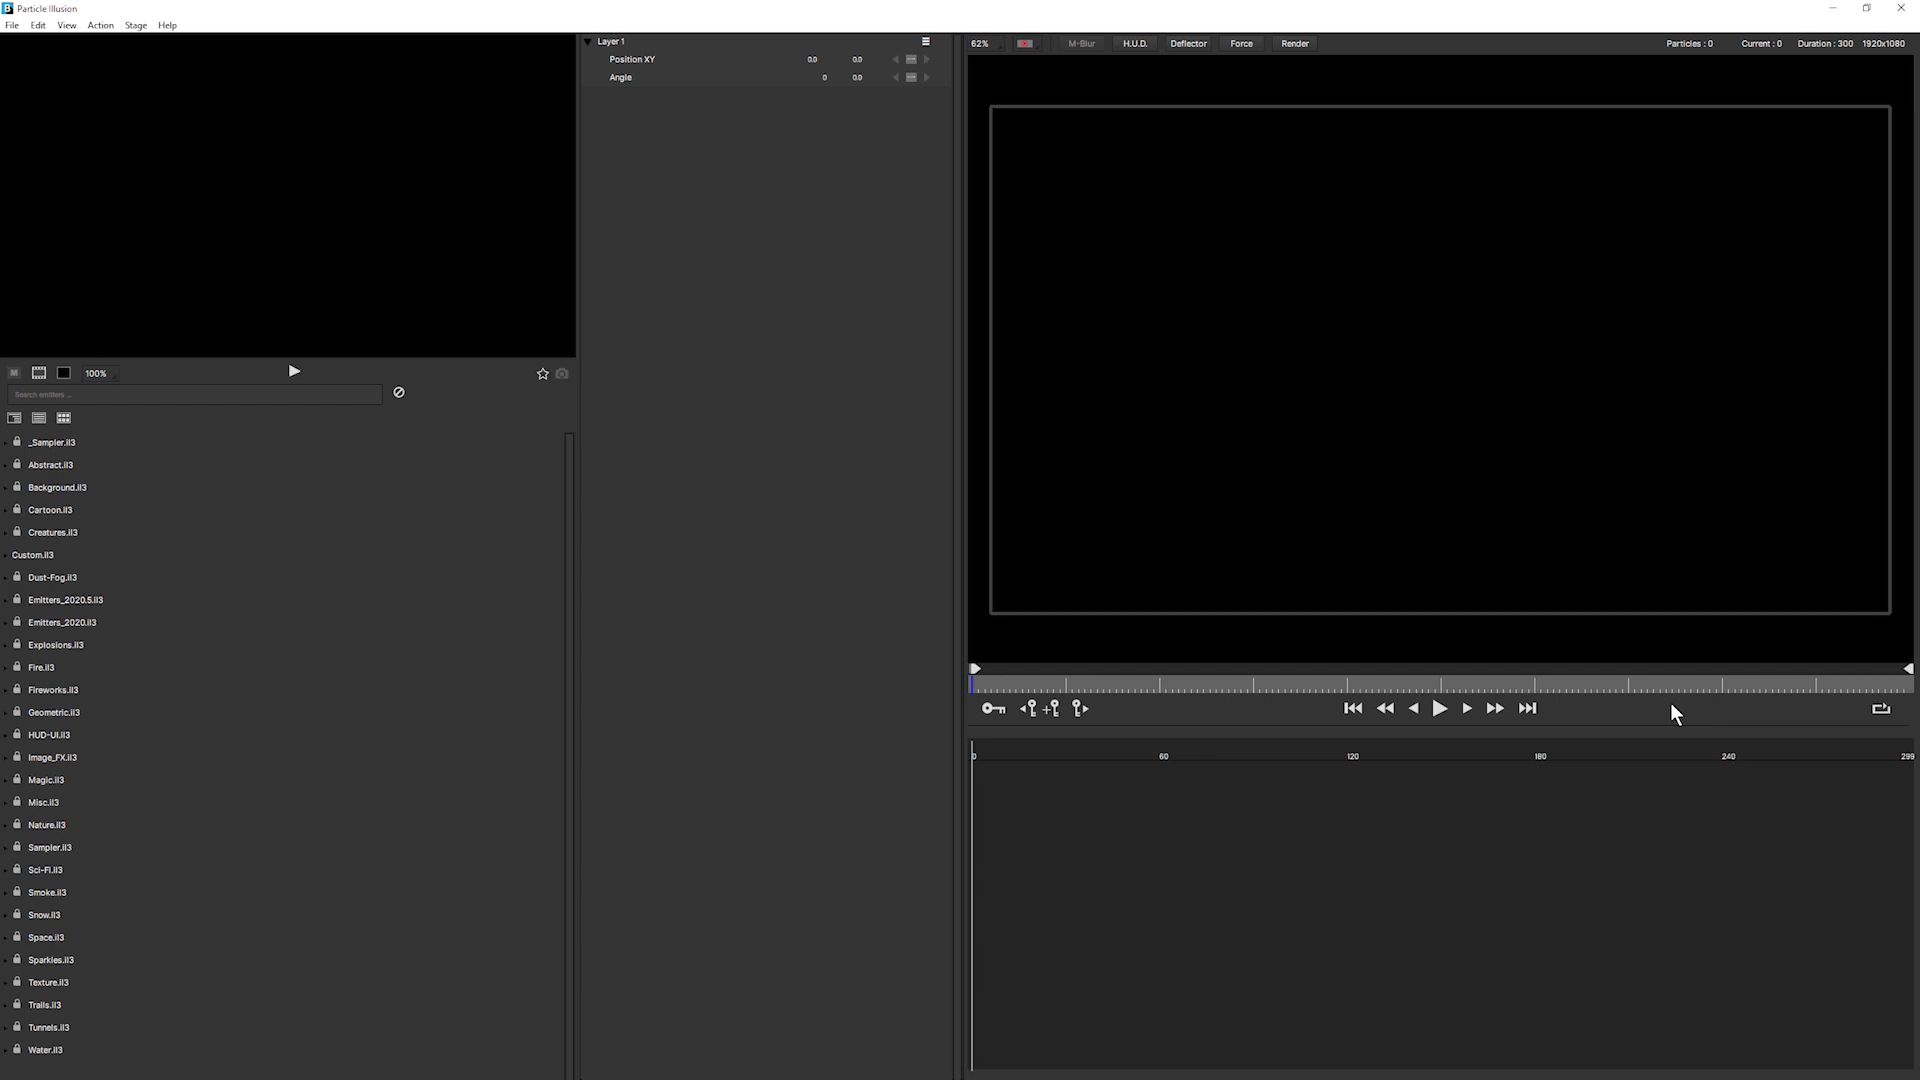 Particle Illusion
File Edit View Action Stage Help
Layer 1
Position XY 0.0 0.0
Angle 0 0.0
62% M-Blur H.U.D. Deflector Force Render Particles : 0 Current : 0 Duration : 300 1920x1080
M 100%
Search emitters ...
_Sampler.il3
Abstract.il3
Background.il3
Cartoon.il3
Creatures.il3
Custom.il3
Dust-Fog.il3
Emitters_2020.5.il3
Emitters_2020.il3
Explosions.il3
Fire.il3
Fireworks.il3
Geometric.il3
HUD-UI.il3
Image_FX.il3
Magic.il3
Misc.il3
Nature.il3
Sampler.il3
Sci-Fi.il3
Smoke.il3
Snow.il3
Space.il3
Sparkles.il3
Texture.il3
Trails.il3
Tunnels.il3
Water.il3
0 60 120 180 240 299